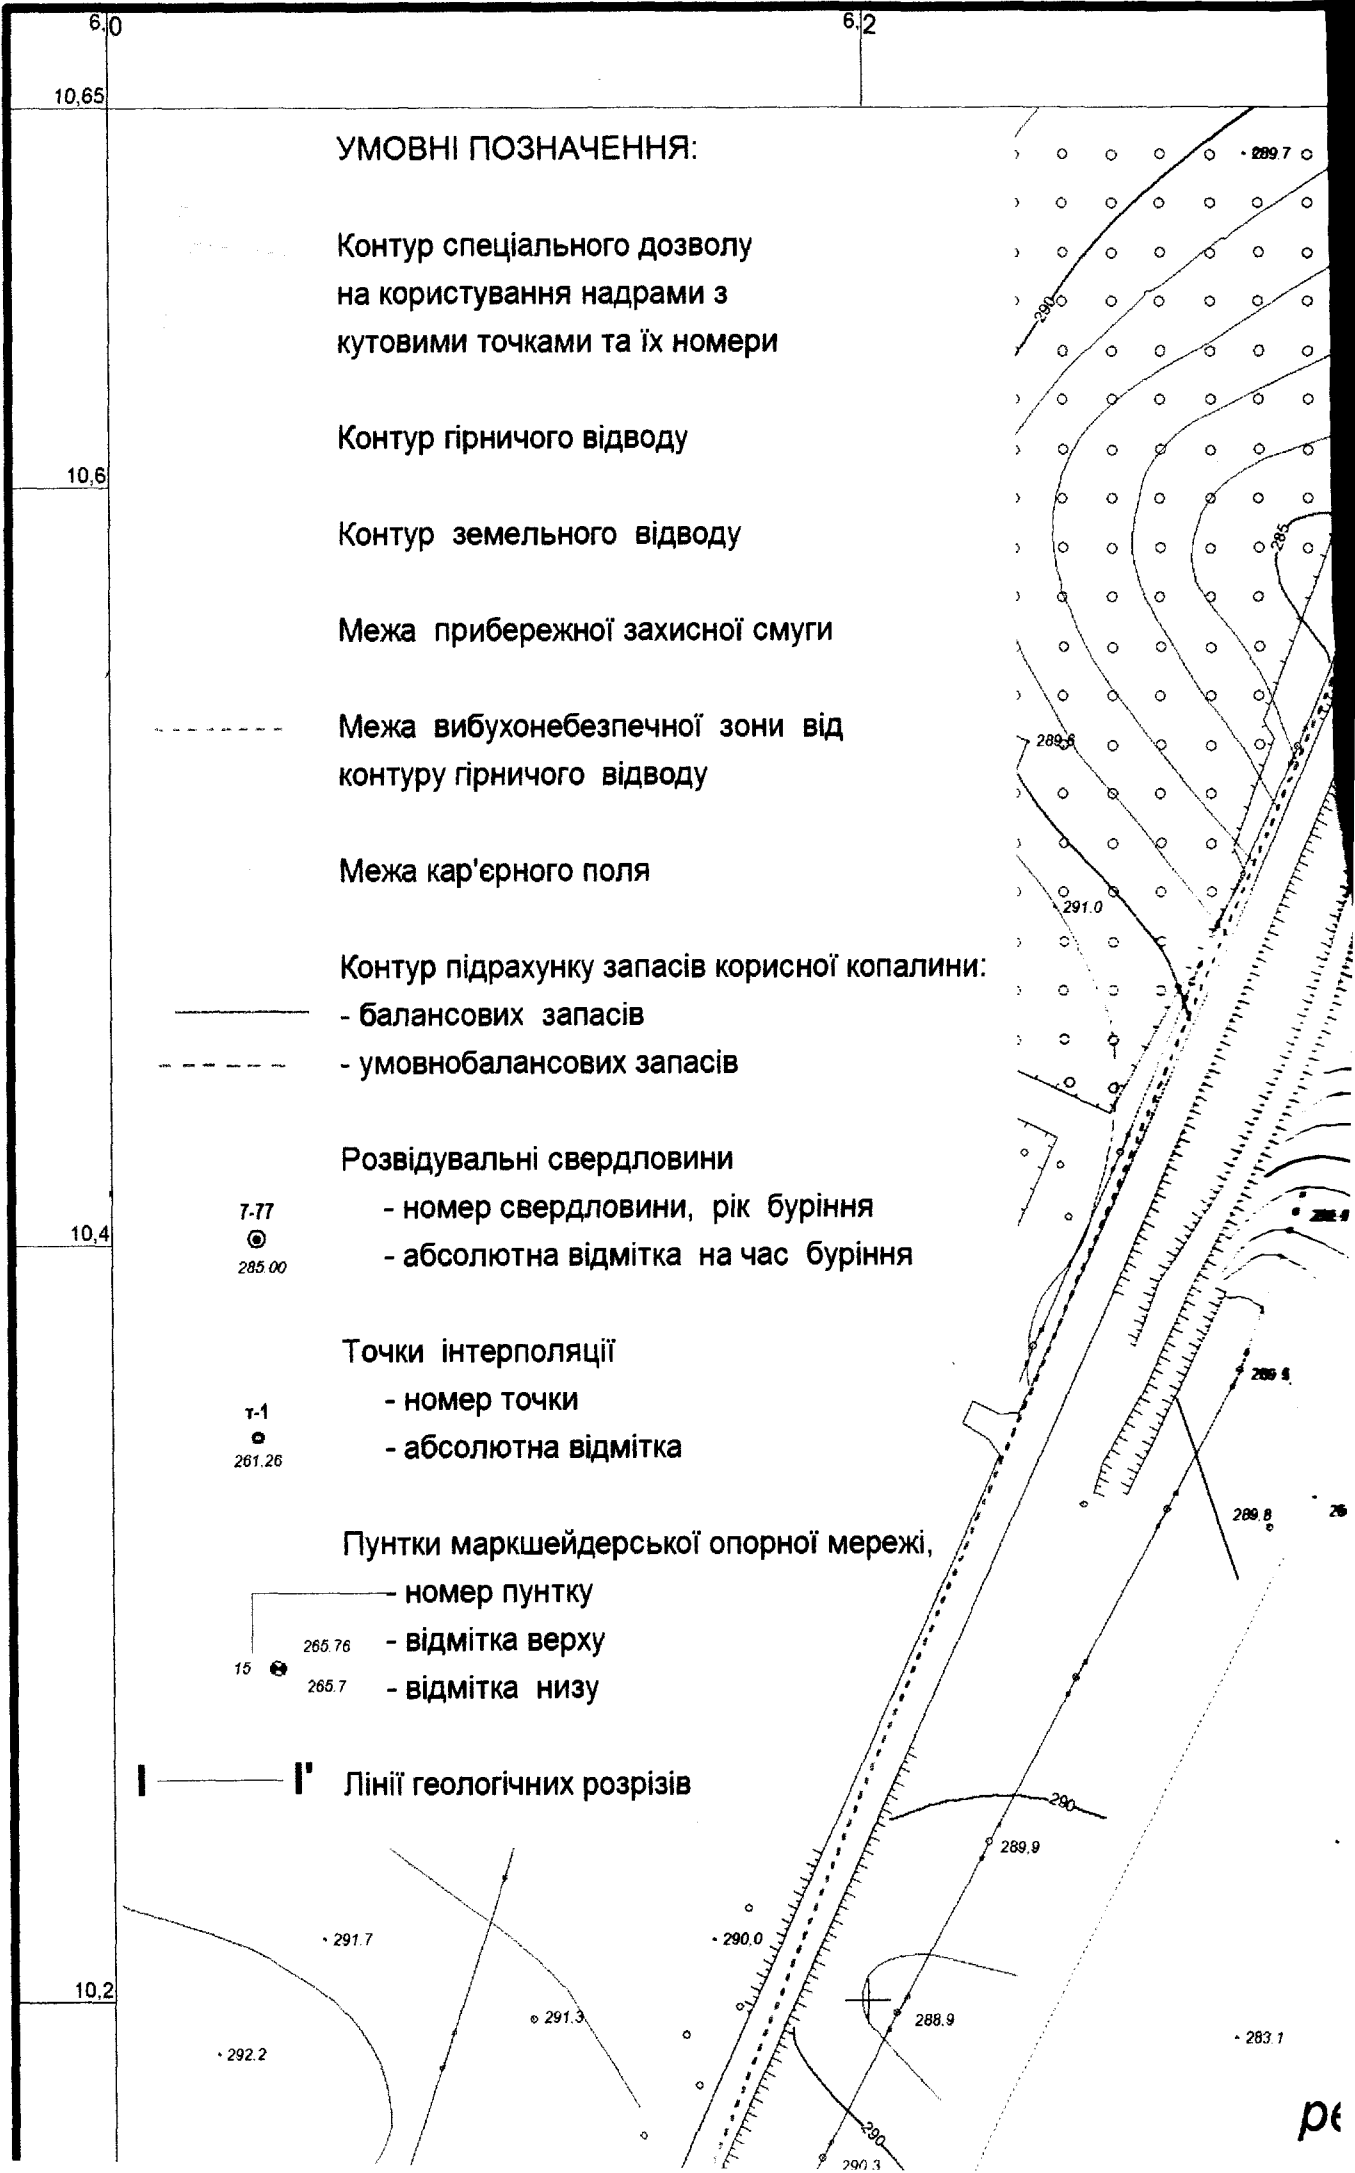 6,0
6,2
10,65
УМОВНІ ПОЗНАЧЕННЯ:
289.7
Контур спеціального дозволу
на користування надрами з
кутовими точками та їх номери
290
Контур гірничого відводу
10,6
Контур земельного відводу
285
Межа прибережної захисної смуги
Межа вибухонебезпечної зони від
контуру гірничого відводу
289.6
Межа кар'єрного поля
291.0
Контур підрахунку запасів корисної копалини:
- балансових запасів
- умовнобалансових запасів
Розвідувальні свердловини
7-77
- номер свердловини, рік буріння
10,4
285.00
- абсолютна відмітка на час буріння
Точки інтерполяції
т-1
- номер точки
261.26
- абсолютна відмітка
289.8
Пунтки маркшейдерської опорної мережі,
- номер пунтку
265.76
- відмітка верху
15
265.7
- відмітка низу
I
I'
Лінії геологічних розрізів
290
289,9
291.7
290,0
10,2
291.3
288.9
292.2
283.1
290
290.3